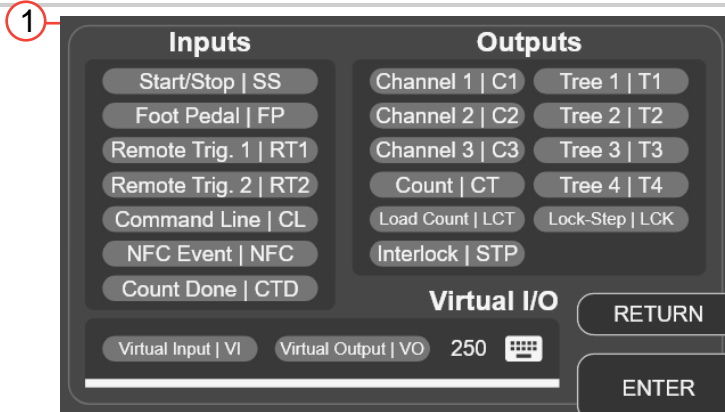 1
Inputs
Start/Stop | SS
Foot Pedal | FP
Remote Trig. 1 | RT1
Remote Trig. 2 | RT2
Command Line | CL
NFC Event | NFC
Count Done | CTD
Outputs
Channel 1 | C1 Tree 1 | T1
Channel 2 | C2 Tree 2 | T2
Channel 3 | C3 Tree 3 | T3
Count | CT Tree 4 | T4
Load Count | LCT Lock-Step | LCK
Interlock | STP
Virtual I/O
Virtual Input | VI Virtual Output | VO 250
RETURN
ENTER